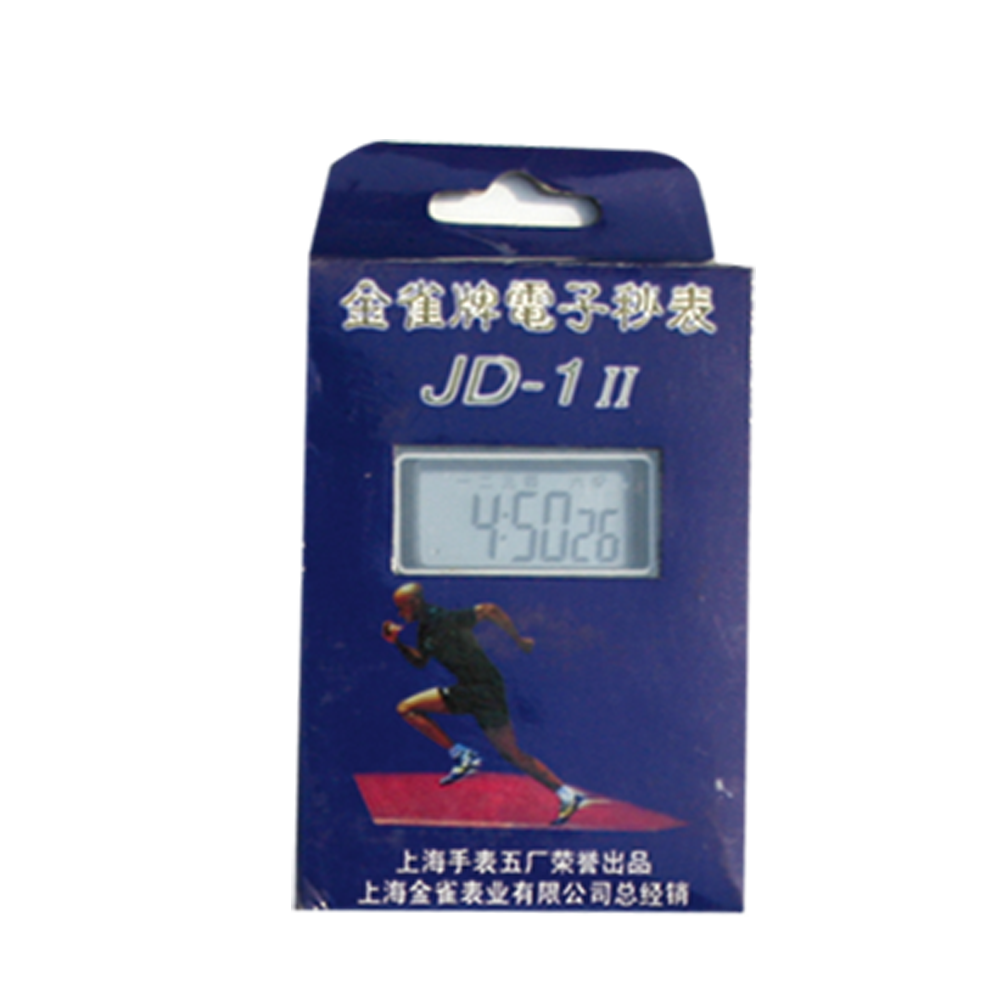 金雀牌電子秒表
JD-1 II
4:50 26
上海手表五厂荣誉出品
上海金雀表业有限公司总经销